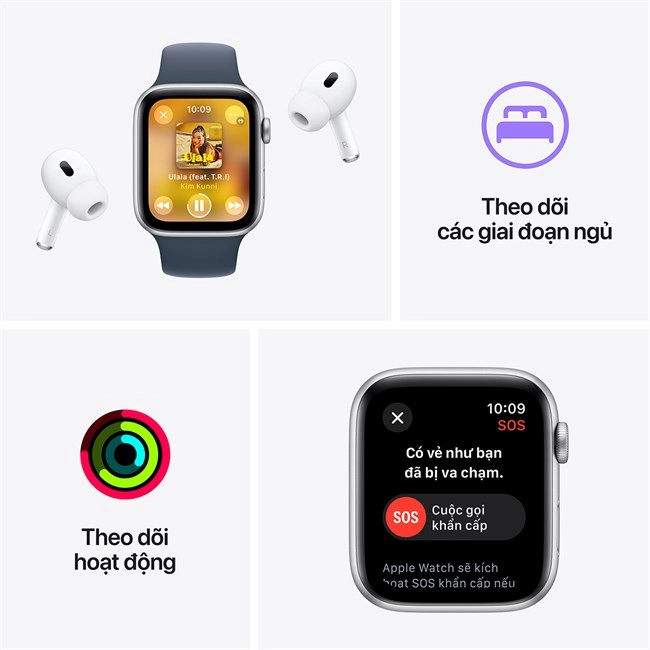 10:09
Ulala
Ulala (feat. T.R.I)
Kim Kunni
Theo dõi
các giai đoạn ngủ
Theo dõi
hoạt động
10:09
SOS
Có vẻ như bạn
đã bị va chạm.
SOS
Cuộc gọi
khẩn cấp
Apple Watch sẽ kích
hoạt SOS khẩn cấp nếu